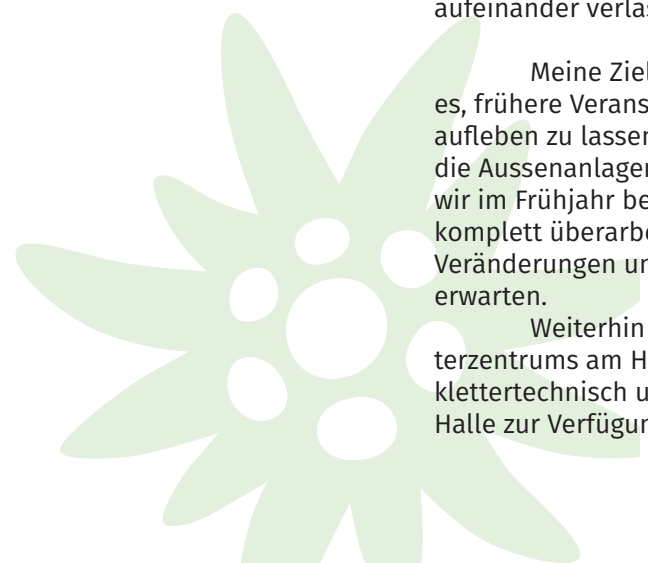 aufeinander verlas
Meine Ziel
es, frühere Verans
aufleben zu lassen
die Aussenanlagen
wir im Frühjahr be
komplett überarbe
Veränderungen un
erwarten.
Weiterhin
terzentrums am H
klettertechnisch u
Halle zur Verfügun